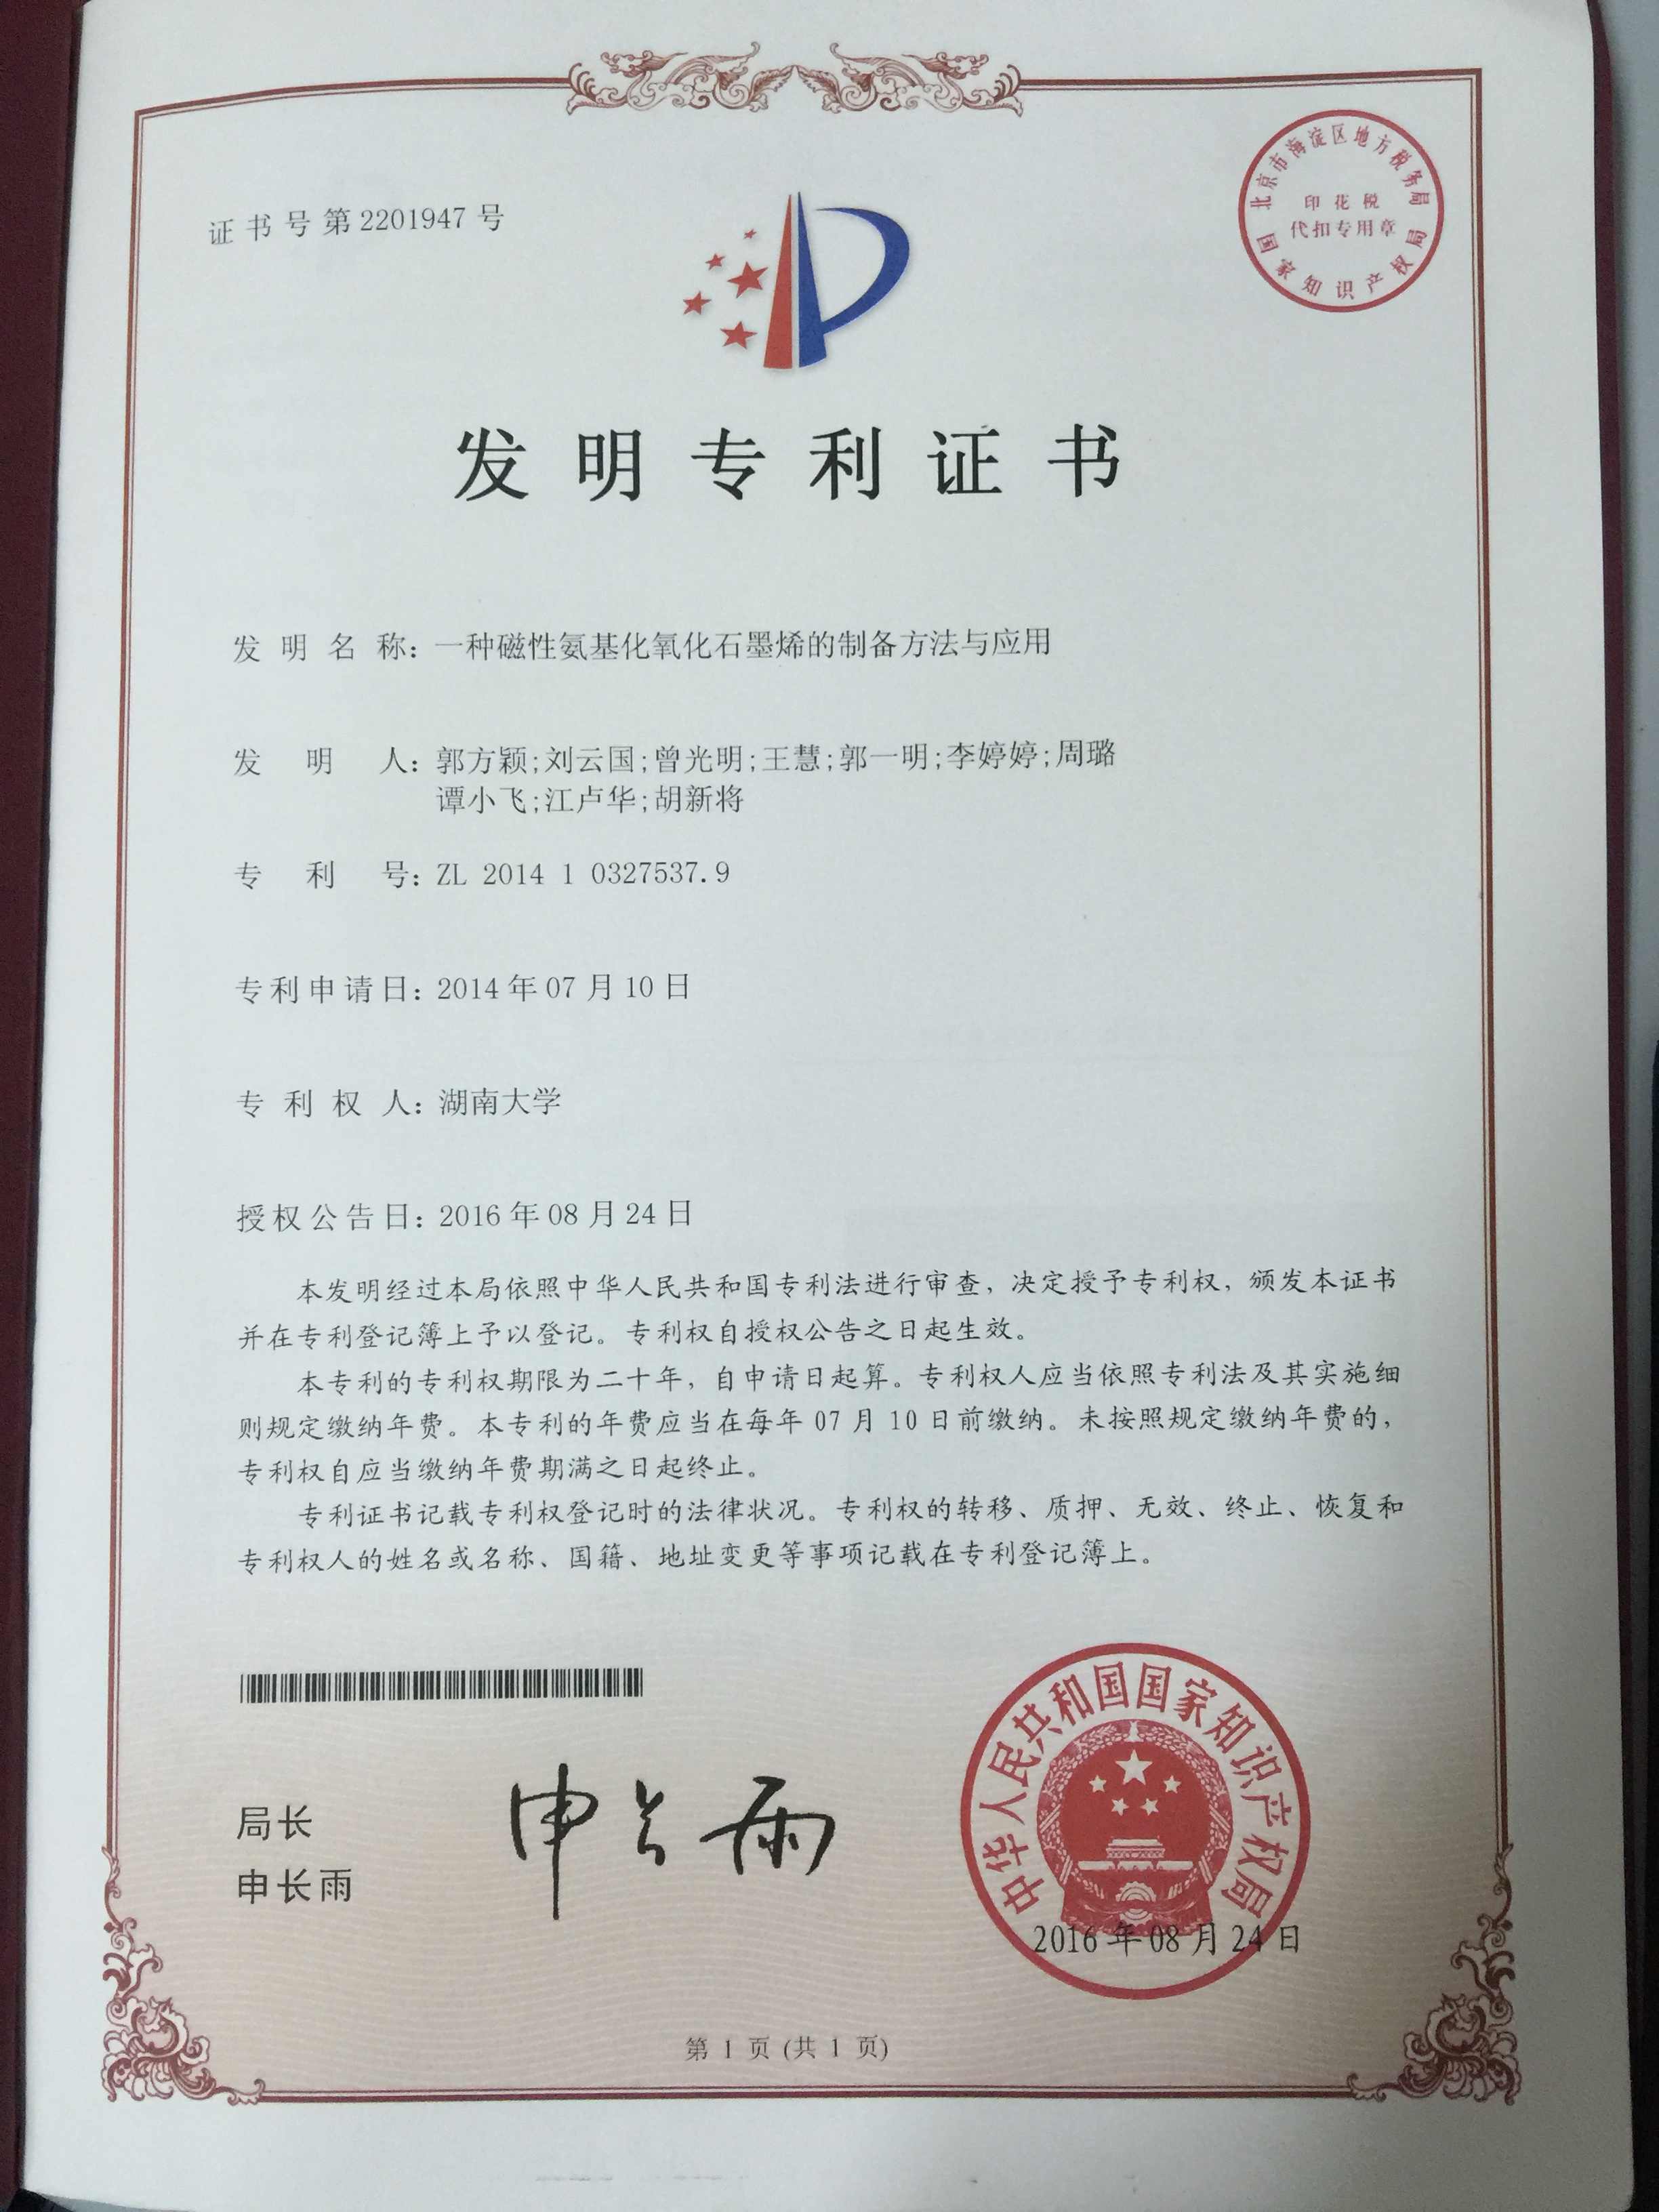 证书号第2201947号
北京市海淀区地方税务局
印花税
代扣专用章
国家知识产权局
发明专利证书
发明名称：一种磁性氨基化氧化石墨烯的制备方法与应用
发明人：郭方颖;刘云国;曾光明;王慧;郭一明;李婷婷;周璐
谭小飞;江卢华;胡新将
专利号：ZL 2014 1 0327537.9
专利申请日：2014年07月10日
专利权人：湖南大学
授权公告日：2016年08月24日
本发明经过本局依照中华人民共和国专利法进行审查，决定授予专利权，颁发本证书
并在专利登记簿上予以登记。专利权自授权公告之日起生效。
本专利的专利权期限为二十年，自申请日起算。专利权人应当依照专利法及其实施细
则规定缴纳年费。本专利的年费应当在每年07月10日前缴纳。未按照规定缴纳年费的，
专利权自应当缴纳年费期满之日起终止。
专利证书记载专利权登记时的法律状况。专利权的转移、质押、无效、终止、恢复和
专利权人的姓名或名称、国籍、地址变更等事项记载在专利登记簿上。
局长
申长雨
申长雨
中华人民共和国国家知识产权局
2016年08月24日
第1页(共1页)